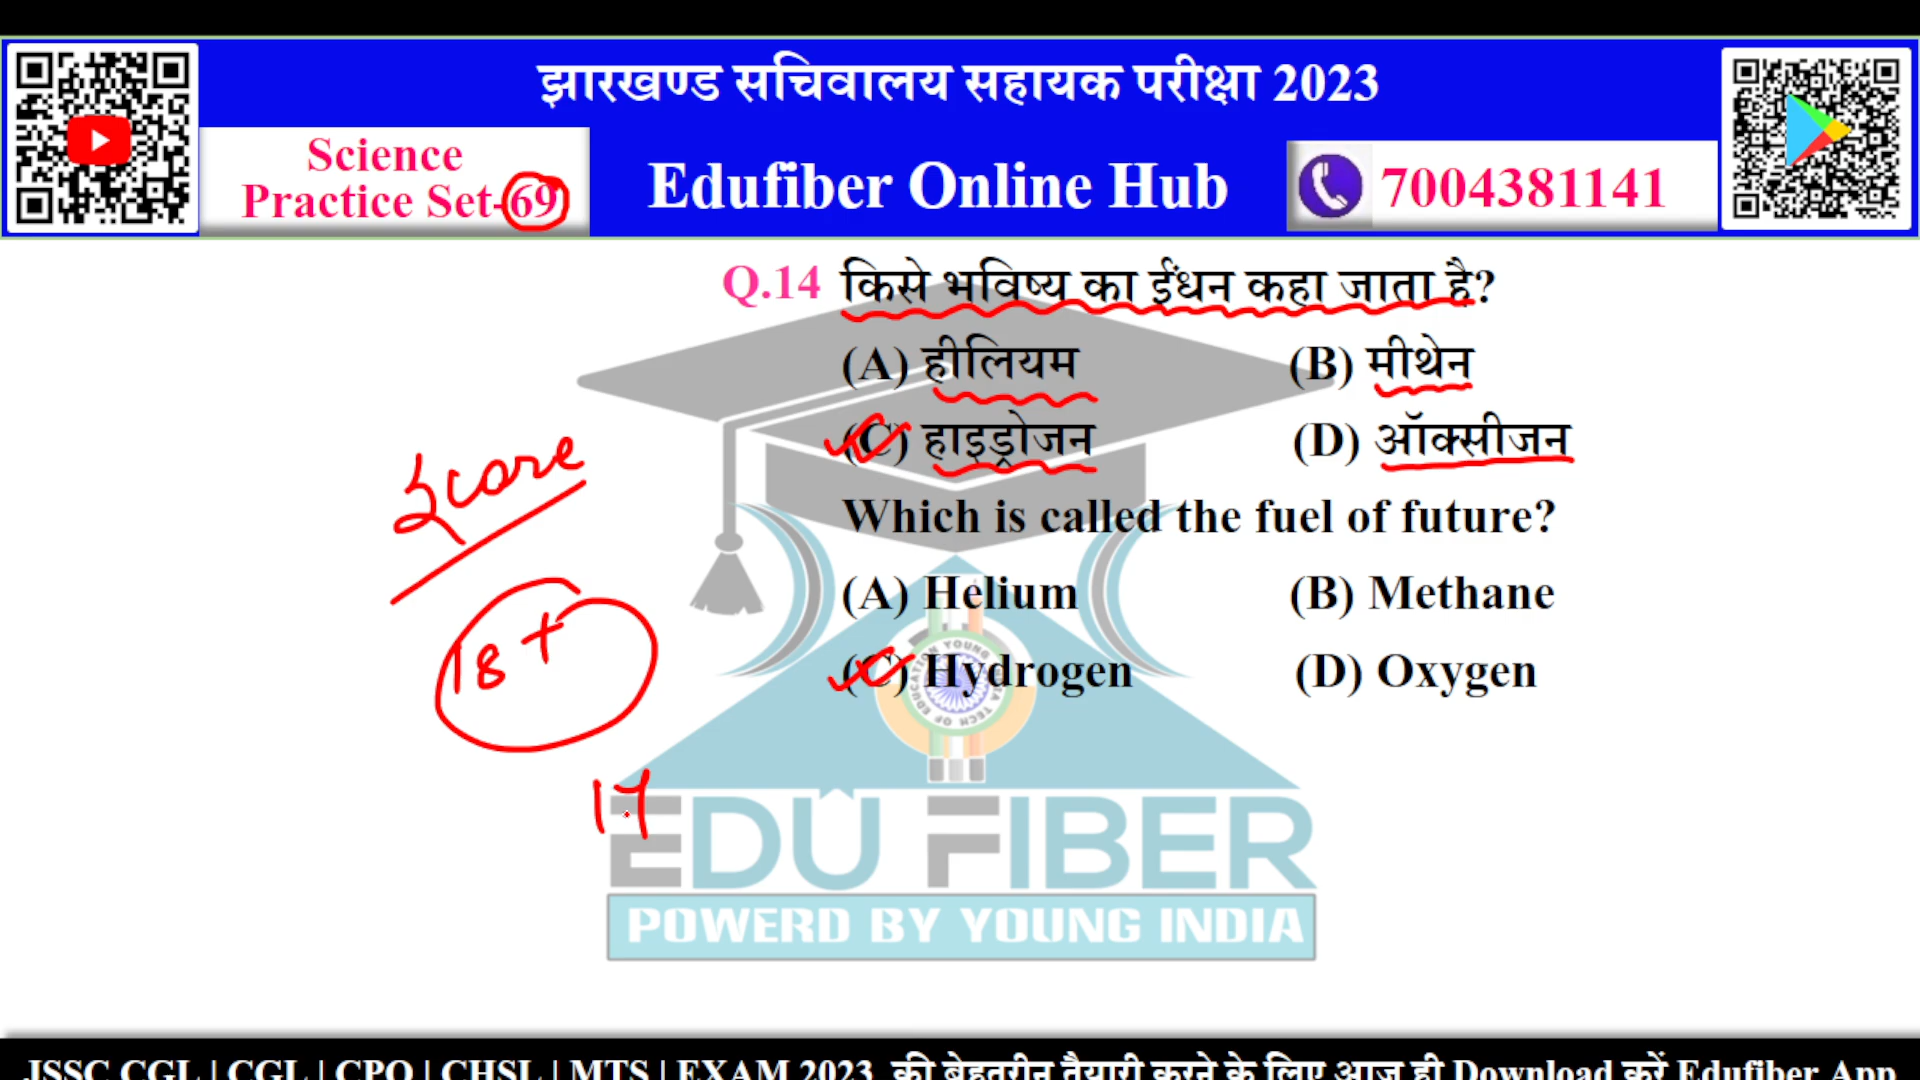 झारखण्ड सचिवालय सहायक परीक्षा 2023
Science
Practice Set-69
Edufiber Online Hub
7004381141
Q.14 किसे भविष्य का ईंधन कहा जाता है?
(A) हीलियम (B) मीथेन
(C) हाइड्रोजन (D) ऑक्सीजन
Score
Which is called the fuel of future?
(A) Helium (B) Methane
18+
(C) Hydrogen (D) Oxygen
17
EDU FIBER
POWERD BY YOUNG INDIA
JSSC CGL | CGL | CPO | CHSL | MTS | EXAM 2023 की बेहतरीन तैयारी करने के लिए आज ही Download करें Edufiber App